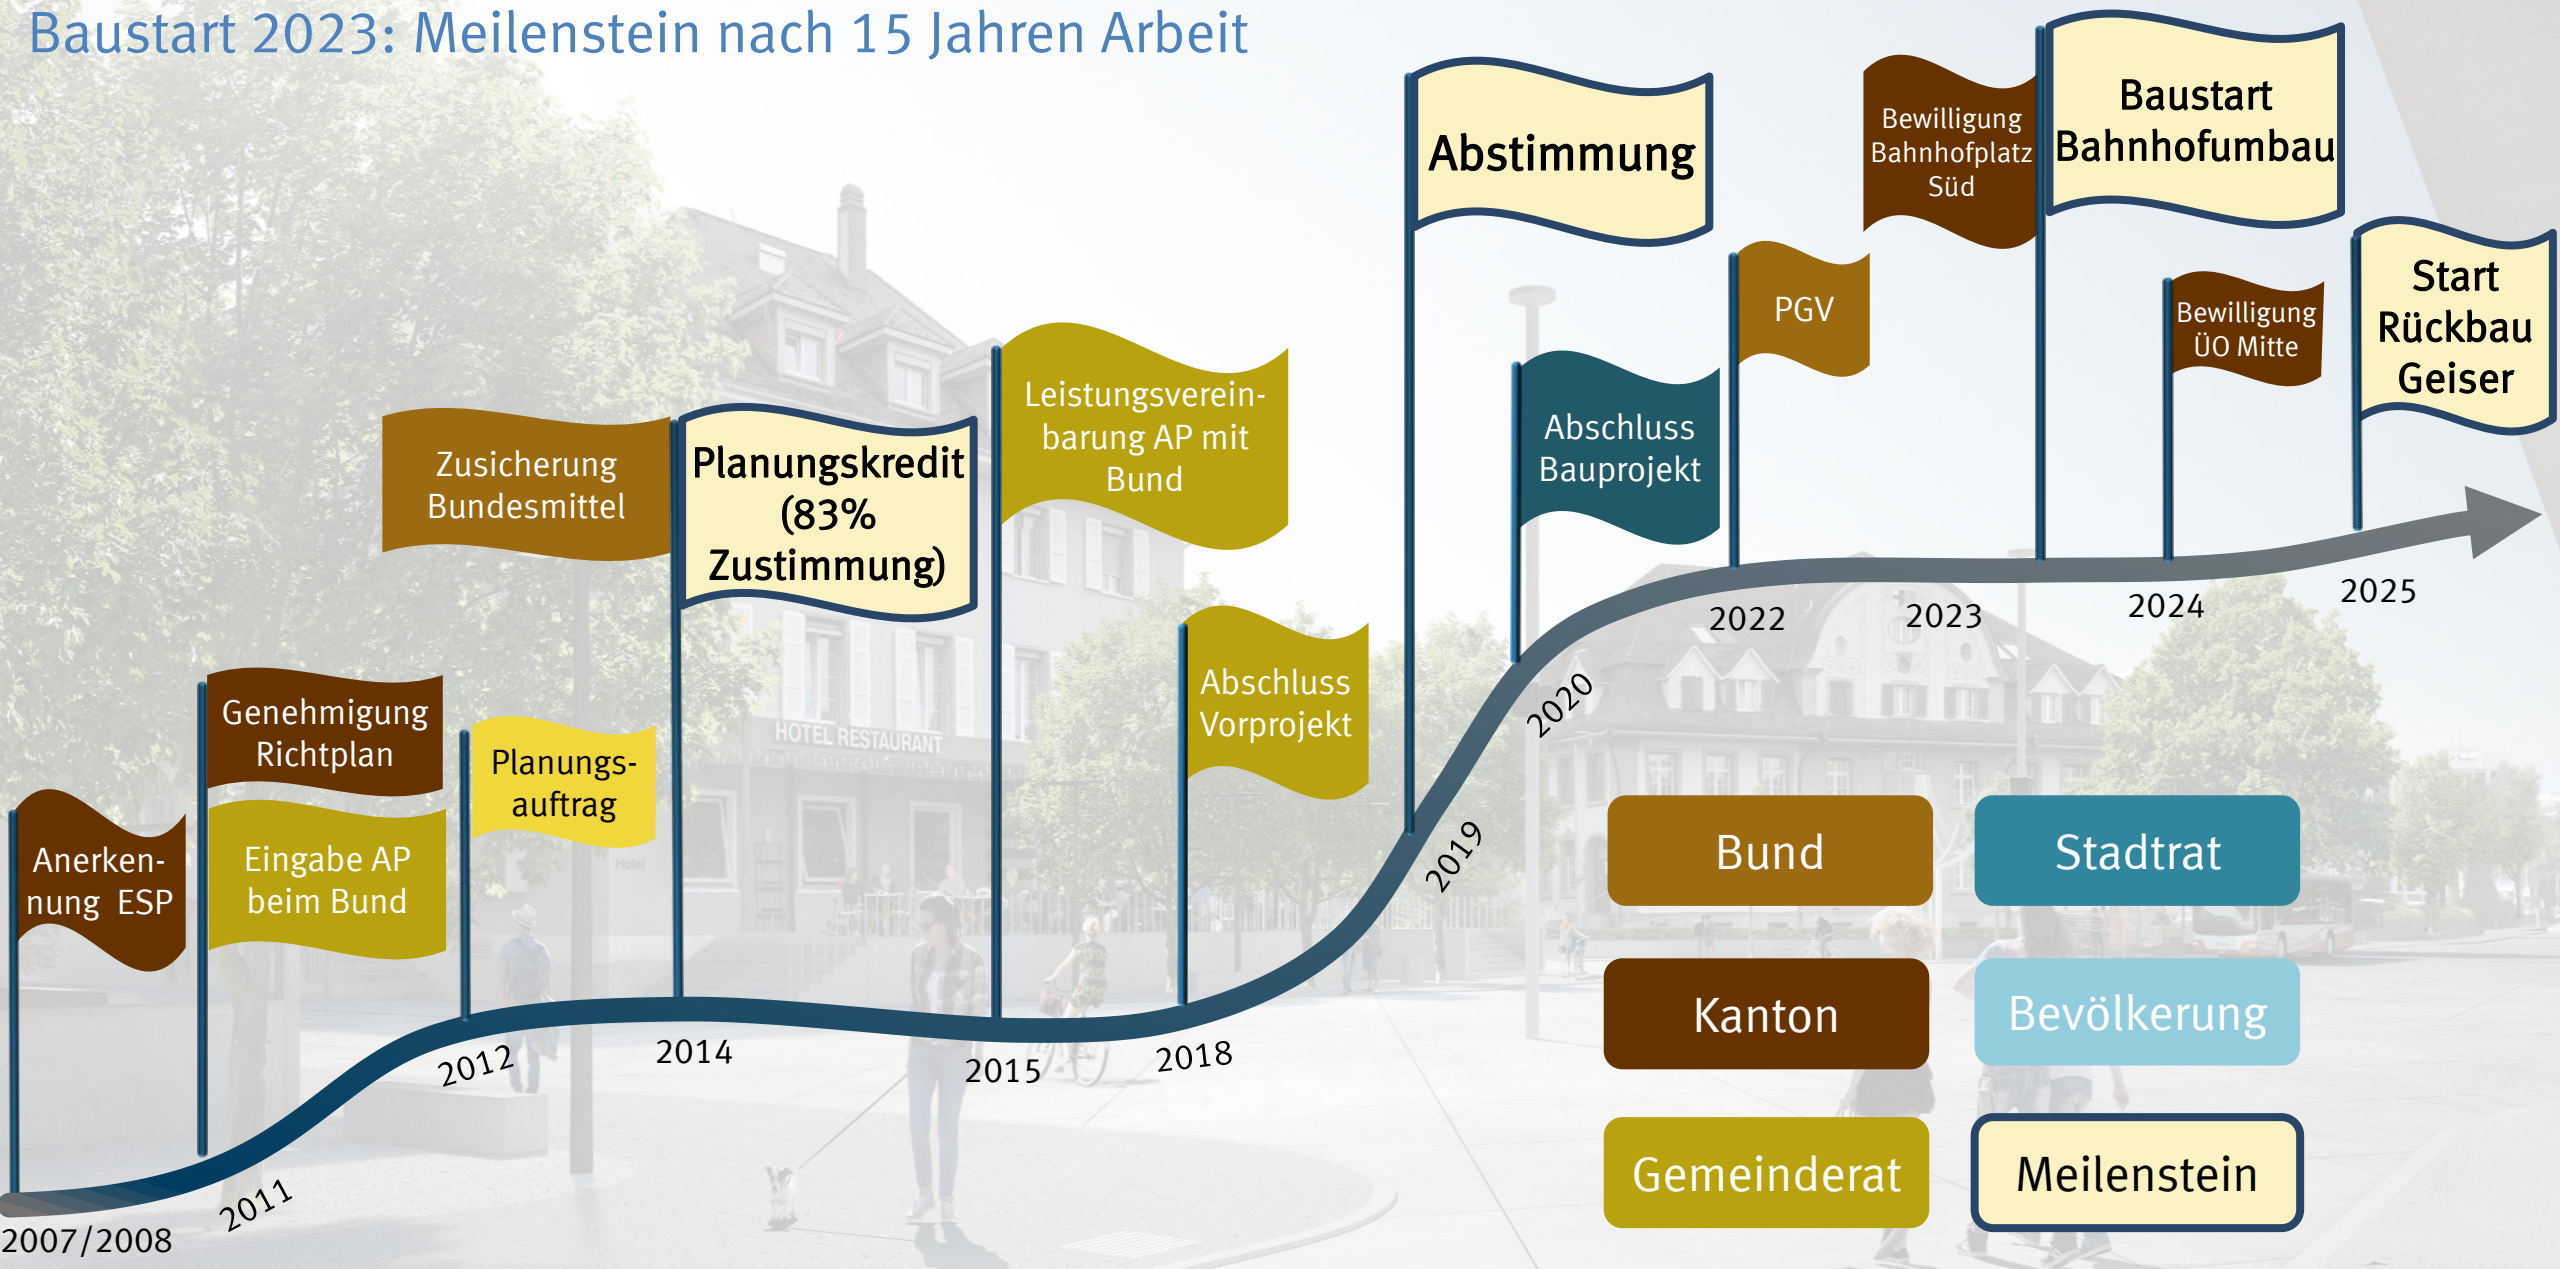 Baustart 2023: Meilenstein nach 15 Jahren Arbeit
Anerken-
nung ESP
Genehmigung
Richtplan
Eingabe AP
beim Bund
Planungs-
auftrag
Zusicherung
Bundesmittel
Planungskredit
(83%
Zustimmung)
Leistungsverein-
barung AP mit
Bund
Abschluss
Vorprojekt
Abstimmung
Abschluss
Bauprojekt
PGV
Bewilligung
Bahnhofplatz
Süd
Baustart
Bahnhofumbau
Bewilligung
ÜO Mitte
Start
Rückbau
Geiser
2007/2008
2011
2012
2014
2015
2018
2019
2020
2022
2023
2024
2025
HOTEL RESTAURANT
Hotel
Bund
Stadtrat
Kanton
Bevölkerung
Gemeinderat
Meilenstein